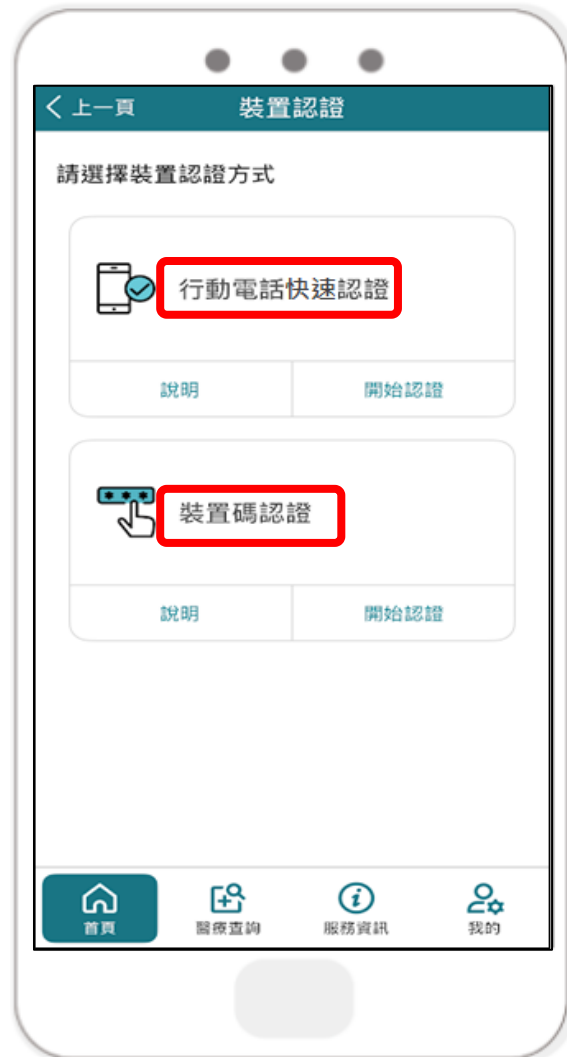 上一頁 裝置認證
請選擇裝置認證方式
行動電話快速認證
說明 開始認證
裝置碼認證
說明 開始認證
首頁 醫療查詢 服務資訊 我的